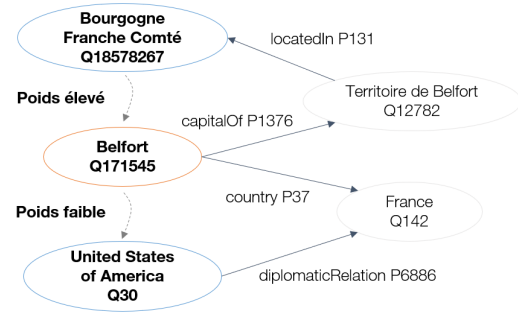 Bourgogne
Franche Comté
Q18578267
locatedIn P131
Poids élevé
Territoire de Belfort
Q12782
capitalOf P1376
Belfort
Q171545
country P37
France
Q142
Poids faible
United States
of America
Q30
diplomaticRelation P6886